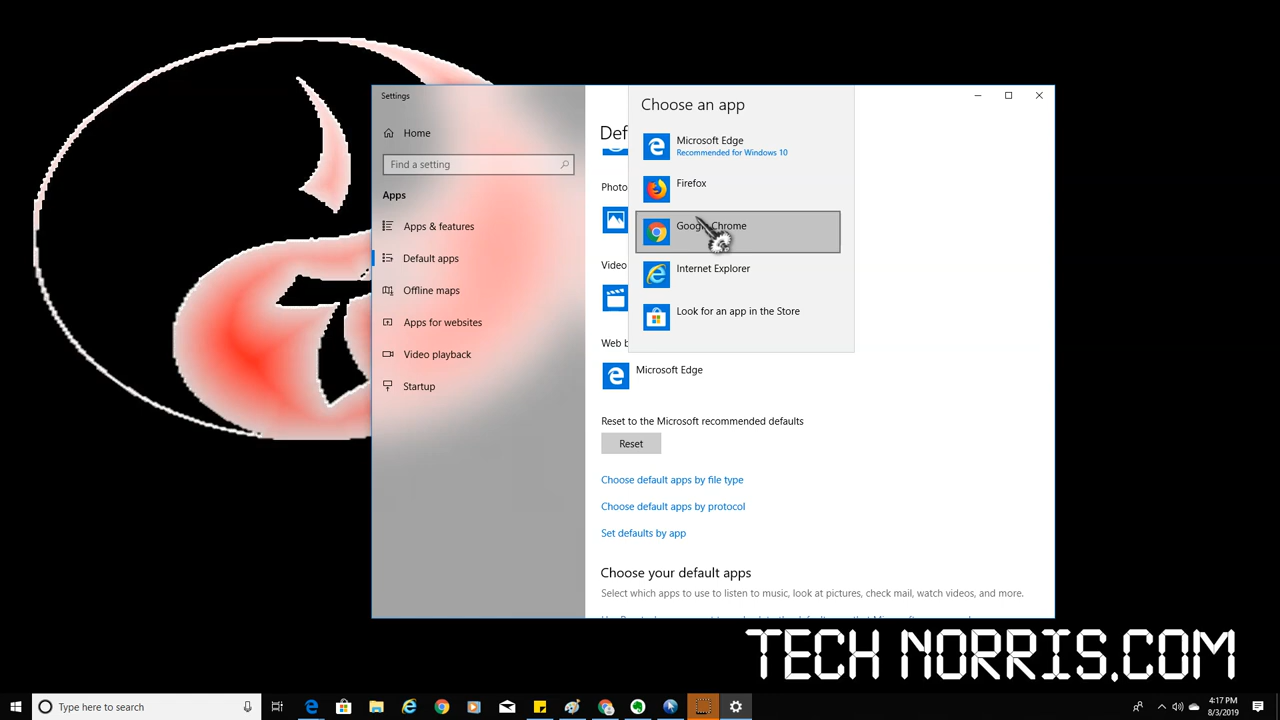 Settings
Home
Find a setting
Apps
Apps & features
Default apps
Offline maps
Apps for websites
Video playback
Startup
Def
Photo
Video
Web b
Microsoft Edge
Choose an app
Microsoft Edge
Recommended for Windows 10
Firefox
Google Chrome
Internet Explorer
Look for an app in the Store
Reset to the Microsoft recommended defaults
Reset
Choose default apps by file type
Choose default apps by protocol
Set defaults by app
Choose your default apps
Select which apps to use to listen to music, look at pictures, check mail, watch videos, and more.
TECH NORRIS.COM
Type here to search
4:17 PM
8/3/2019